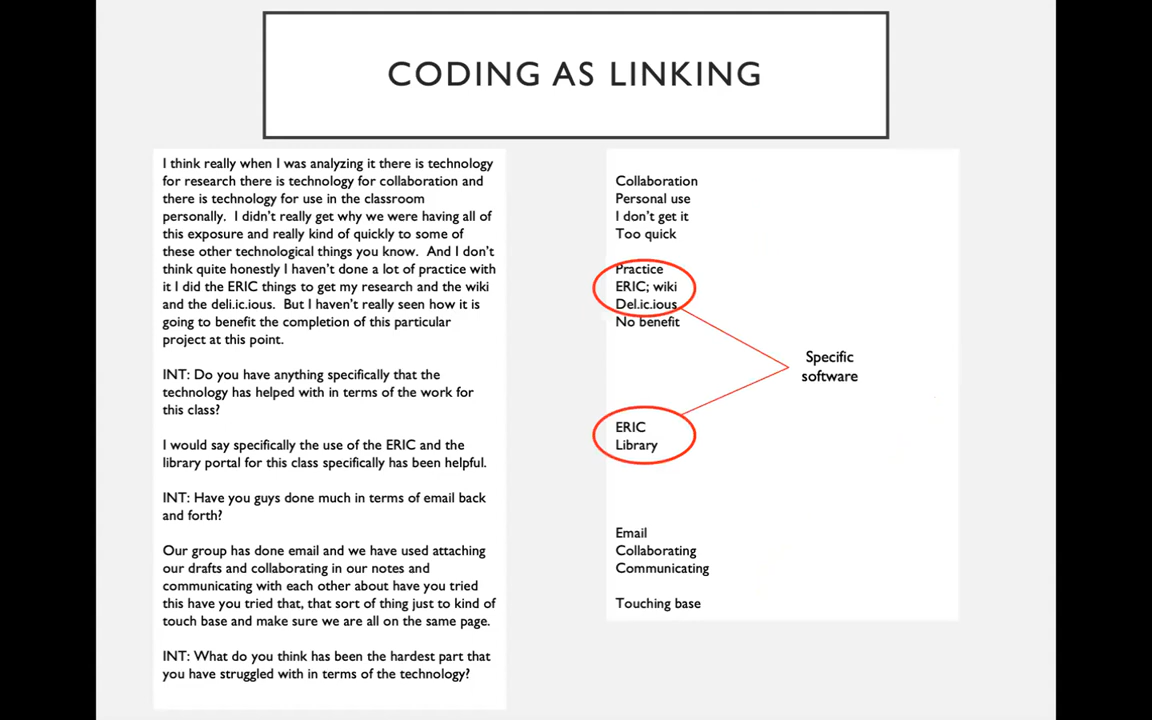 CODING AS LINKING
I think really when I was analyzing it there is technology
for research there is technology for collaboration and
there is technology for use in the classroom
personally.  I didn't really get why we were having all of
this exposure and really kind of quickly to some of
these other technological things you know.  And I don't
think quite honestly I haven't done a lot of practice with
it I did the ERIC things to get my research and the wiki
and the deli.ic.ious.  But I haven't really seen how it is
going to benefit the completion of this particular
project at this point.
INT: Do you have anything specifically that the
technology has helped with in terms of the work for
this class?
I would say specifically the use of the ERIC and the
library portal for this class specifically has been helpful.
INT: Have you guys done much in terms of email back
and forth?
Our group has done email and we have used attaching
our drafts and collaborating in our notes and
communicating with each other about have you tried
this have you tried that, that sort of thing just to kind of
touch base and make sure we are all on the same page.
INT: What do you think has been the hardest part that
you have struggled with in terms of the technology?
Collaboration
Personal use
I don't get it
Too quick
Practice
ERIC; wiki
Del.ic.ious
No benefit
ERIC
Library
Email
Collaborating
Communicating
Touching base
Specific
software